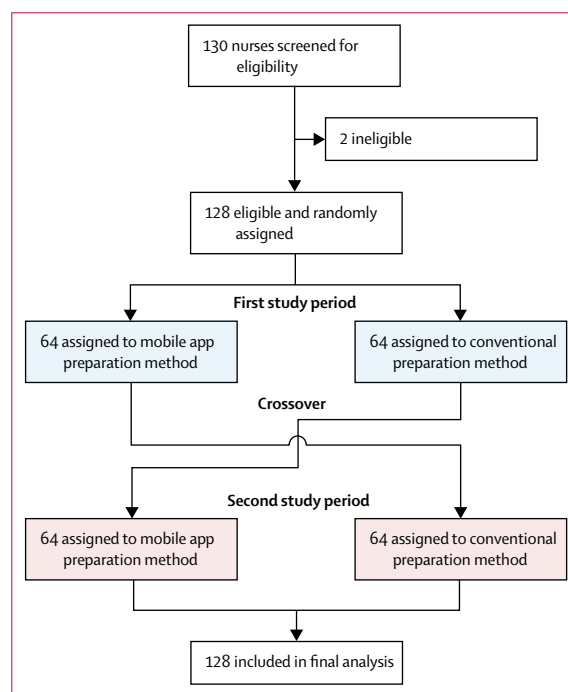 130 nurses screened for
eligibility
2 ineligible
128 eligible and randomly
assigned
First study period
64 assigned to mobile app
preparation method
64 assigned to conventional
preparation method
Crossover
Second study period
64 assigned to mobile app
preparation method
64 assigned to conventional
preparation method
128 included in final analysis